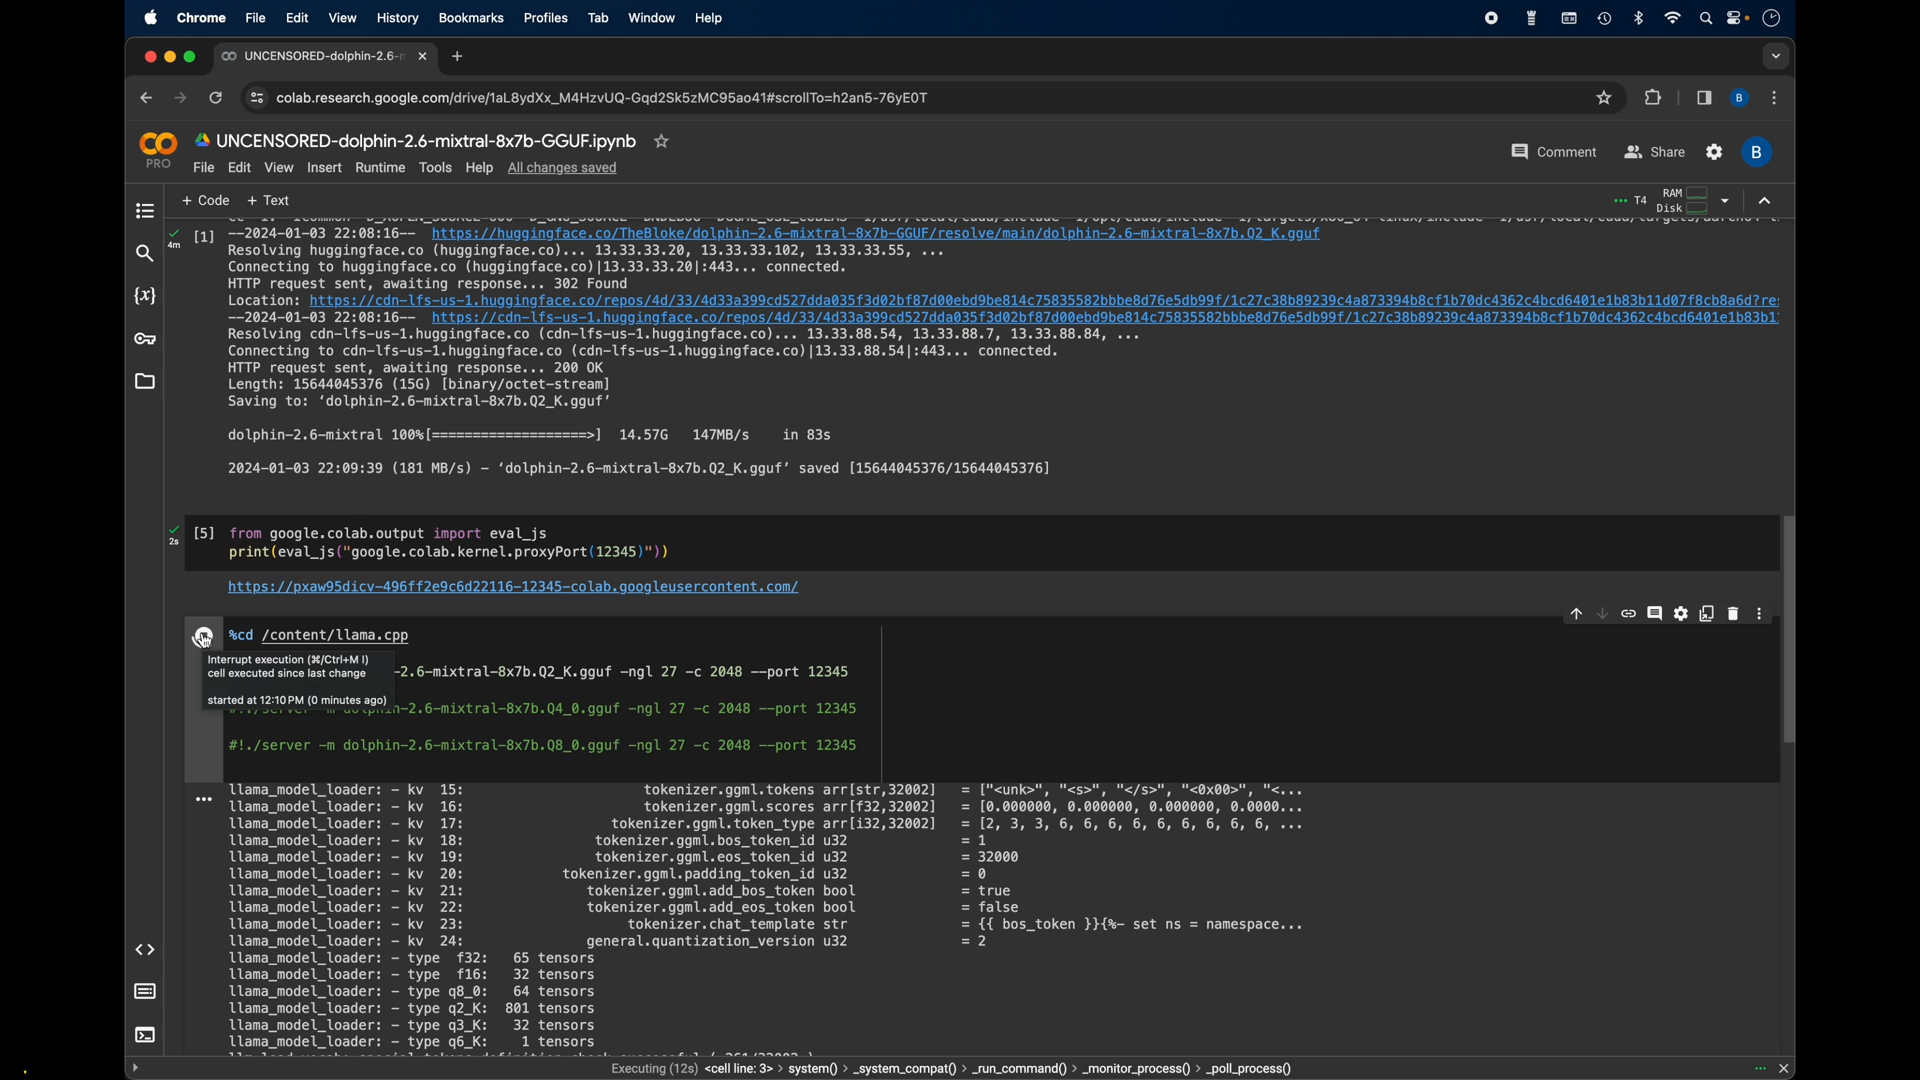 Chrome File Edit View History Bookmarks Profiles Tab Window Help
UNCENSORED-dolphin-2.6-
colab.research.google.com/drive/1aL8ydXx_M4HzvUQ-Gqd2Sk5zMC95ao41#scrollTo=h2an5-76yE0T
B
UNCENSORED-dolphin-2.6-mixtral-8x7b-GGUF.ipynb
PRO
File Edit View Insert Runtime Tools Help All changes saved
Comment Share B
+ Code + Text
T4 RAM Disk
[1] --2024-01-03 22:08:16-- https://huggingface.co/TheBloke/dolphin-2.6-mixtral-8x7b-GGUF/resolve/main/dolphin-2.6-mixtral-8x7b.Q2_K.gguf
4m
Resolving huggingface.co (huggingface.co)... 13.33.33.20, 13.33.33.102, 13.33.33.55, ...
Connecting to huggingface.co (huggingface.co)|13.33.33.20|:443... connected.
HTTP request sent, awaiting response... 302 Found
Location: https://cdn-lfs-us-1.huggingface.co/repos/4d/33/4d33a399cd527dda035f3d02bf87d00ebd9be814c75835582bbbe8d76e5db99f/1c27c38b89239c4a873394b8cf1b70dc4362c4bcd6401e1b83b11d07f8cb8a6d?re
--2024-01-03 22:08:16-- https://cdn-lfs-us-1.huggingface.co/repos/4d/33/4d33a399cd527dda035f3d02bf87d00ebd9be814c75835582bbbe8d76e5db99f/1c27c38b89239c4a873394b8cf1b70dc4362c4bcd6401e1b83b1
Resolving cdn-lfs-us-1.huggingface.co (cdn-lfs-us-1.huggingface.co)... 13.33.88.54, 13.33.88.7, 13.33.88.84, ...
Connecting to cdn-lfs-us-1.huggingface.co (cdn-lfs-us-1.huggingface.co)|13.33.88.54|:443... connected.
HTTP request sent, awaiting response... 200 OK
Length: 15644045376 (15G) [binary/octet-stream]
Saving to: ‘dolphin-2.6-mixtral-8x7b.Q2_K.gguf’
dolphin-2.6-mixtral 100%[===================>] 14.57G 147MB/s in 83s
2024-01-03 22:09:39 (181 MB/s) - ‘dolphin-2.6-mixtral-8x7b.Q2_K.gguf’ saved [15644045376/15644045376]
[5] from google.colab.output import eval_js
2s print(eval_js("google.colab.kernel.proxyPort(12345)"))
https://pxaw95dicv-496ff2e9c6d22116-12345-colab.googleusercontent.com/
%cd /content/llama.cpp
Interrupt execution (⌘/Ctrl+M I)
cell executed since last change
-2.6-mixtral-8x7b.Q2_K.gguf -ngl 27 -c 2048 --port 12345
started at 12:10 PM (0 minutes ago)
#!./server -m dolphin-2.6-mixtral-8x7b.Q4_0.gguf -ngl 27 -c 2048 --port 12345
#!./server -m dolphin-2.6-mixtral-8x7b.Q8_0.gguf -ngl 27 -c 2048 --port 12345
llama_model_loader: - kv 15: tokenizer.ggml.tokens arr[str,32002] = ["<unk>", "<s>", "</s>", "<0x00>", "<...
llama_model_loader: - kv 16: tokenizer.ggml.scores arr[f32,32002] = [0.000000, 0.000000, 0.000000, 0.0000...
llama_model_loader: - kv 17: tokenizer.ggml.token_type arr[i32,32002] = [2, 3, 3, 6, 6, 6, 6, 6, 6, 6, 6, 6, ...
llama_model_loader: - kv 18: tokenizer.ggml.bos_token_id u32 = 1
llama_model_loader: - kv 19: tokenizer.ggml.eos_token_id u32 = 32000
llama_model_loader: - kv 20: tokenizer.ggml.padding_token_id u32 = 0
llama_model_loader: - kv 21: tokenizer.ggml.add_bos_token bool = true
llama_model_loader: - kv 22: tokenizer.ggml.add_eos_token bool = false
llama_model_loader: - kv 23: tokenizer.chat_template str = {{ bos_token }}{%- set ns = namespace...
llama_model_loader: - kv 24: general.quantization_version u32 = 2
llama_model_loader: - type f32: 65 tensors
llama_model_loader: - type f16: 32 tensors
llama_model_loader: - type q8_0: 64 tensors
llama_model_loader: - type q2_K: 801 tensors
llama_model_loader: - type q3_K: 32 tensors
llama_model_loader: - type q6_K: 1 tensors
Executing (12s) <cell line: 3> > system() > _system_compat() > _run_command() > _monitor_process() > _poll_process()